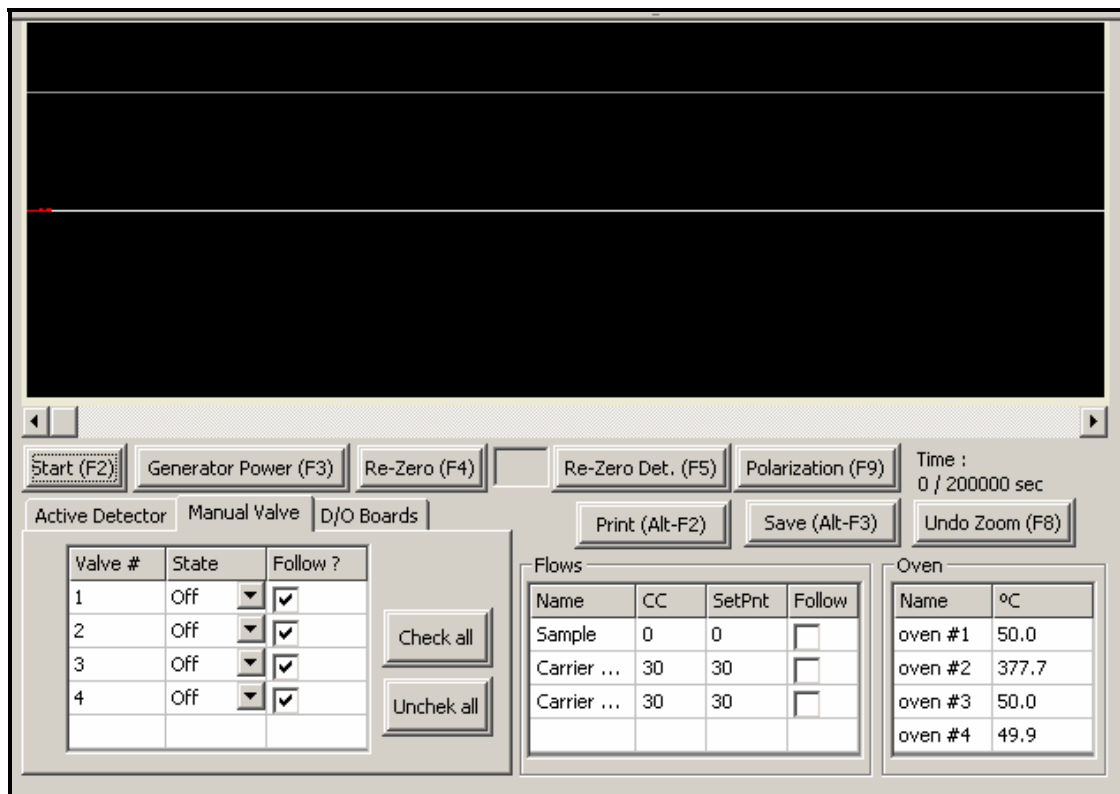 Start (F2) Generator Power (F3) Re-Zero (F4) Re-Zero Det. (F5) Polarization (F9) Time :
0 / 200000 sec
Active Detector Manual Valve D/O Boards Print (Alt-F2) Save (Alt-F3) Undo Zoom (F8)
Valve # State Follow ?
1 Off
2 Off
3 Off
4 Off
Check all
Unchek all
Flows
Name CC SetPnt Follow
Sample 0 0
Carrier ... 30 30
Carrier ... 30 30
Oven
Name ºC
oven #1 50.0
oven #2 377.7
oven #3 50.0
oven #4 49.9